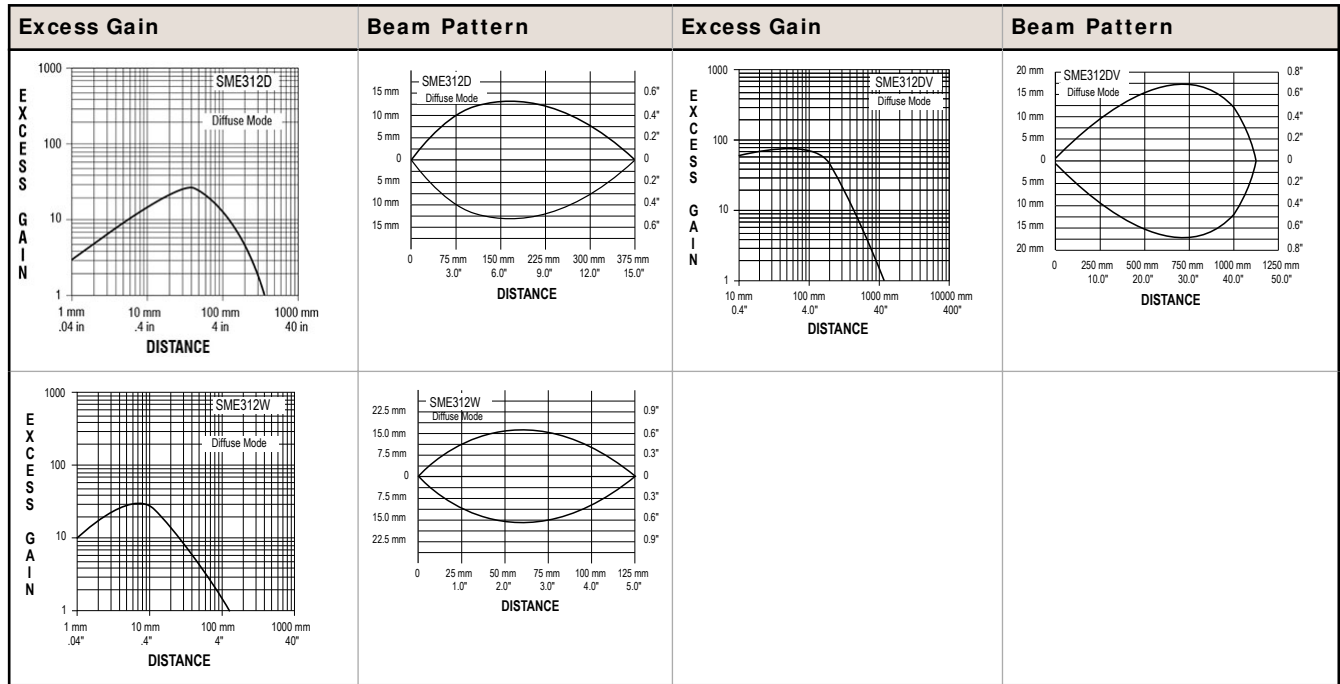 Excess Gain
Beam Pattern
Excess Gain
Beam Pattern
1000
100
10
1
EXCESS GAIN
SME312D
Diffuse Mode
1 mm 10 mm 100 mm 1000 mm
.04 in .4 in 4 in 40 in
DISTANCE
SME312D
Diffuse Mode
15 mm 0.6"
10 mm 0.4"
5 mm 0.2"
0 0
5 mm 0.2"
10 mm 0.4"
15 mm 0.6"
0 75 mm 150 mm 225 mm 300 mm 375 mm
3.0" 6.0" 9.0" 12.0" 15.0"
DISTANCE
1000
100
10
1
EXCESS GAIN
SME312DV
Diffuse Mode
10 mm 100 mm 1000 mm 10000 mm
0.4" 4.0" 40" 400"
DISTANCE
SME312DV
Diffuse Mode
20 mm 0.8"
15 mm 0.6"
10 mm 0.4"
5 mm 0.2"
0 0
5 mm 0.2"
10 mm 0.4"
15 mm 0.6"
20 mm 0.8"
0 250 mm 500 mm 750 mm 1000 mm 1250 mm
10.0" 20.0" 30.0" 40.0" 50.0"
DISTANCE
1000
100
10
1
EXCESS GAIN
SME312W
Diffuse Mode
1 mm 10 mm 100 mm 1000 mm
.04" .4" 4" 40"
DISTANCE
SME312W
Diffuse Mode
22.5 mm 0.9"
15.0 mm 0.6"
7.5 mm 0.3"
0 0
7.5 mm 0.3"
15.0 mm 0.6"
22.5 mm 0.9"
0 25 mm 50 mm 75 mm 100 mm 125 mm
1.0" 2.0" 3.0" 4.0" 5.0"
DISTANCE